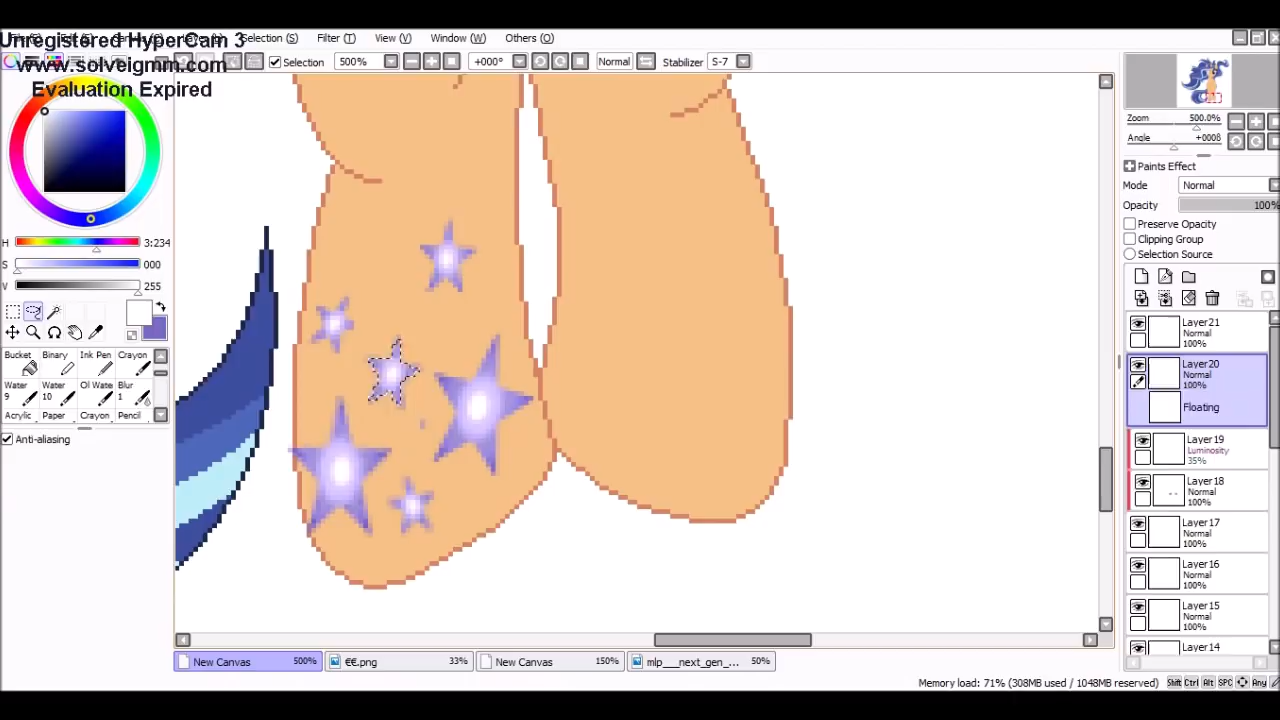 Unregistered HyperCam 3
www.solveigmm.com
Evaluation Expired
Selection (S) Filter (T) View (V) Window (W) Others (O)
Selection 500% +000° Normal Stabilizer S-7
Zoom 500.0%
Angle +000ß
Paints Effect
Mode Normal
Opacity 100%
Preserve Opacity
Clipping Group
Selection Source
H 3:234
S 000
V 255
Bucket Binary Ink Pen Crayon
Water 9 Water 10 Ol Wate Blur 1
Acrylic Paper Crayon Pencil
Anti-aliasing
Layer21
Normal
100%
Layer20
Normal
100%
Floating
Layer19
Luminosity
35%
Layer18
Normal
100%
Layer17
Normal
100%
Layer16
Normal
100%
Layer15
Normal
100%
Layer14
New Canvas 500% €€.png 33% New Canvas 150% mlp___next_gen_... 50%
Memory load: 71% (308MB used / 1048MB reserved) Shift Ctrl Alt SPC Any